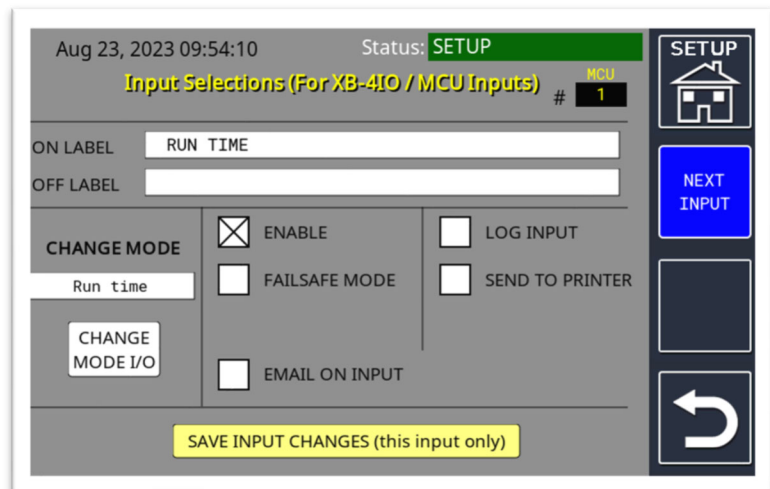 Aug 23, 2023 09:54:10 Status: SETUP
Input Selections (For XB-4IO / MCU Inputs) # MCU 1
ON LABEL RUN TIME
OFF LABEL
CHANGE MODE
Run time
CHANGE
MODE I/O
ENABLE
FAILSAFE MODE
EMAIL ON INPUT
LOG INPUT
SEND TO PRINTER
SAVE INPUT CHANGES (this input only)
SETUP
NEXT
INPUT